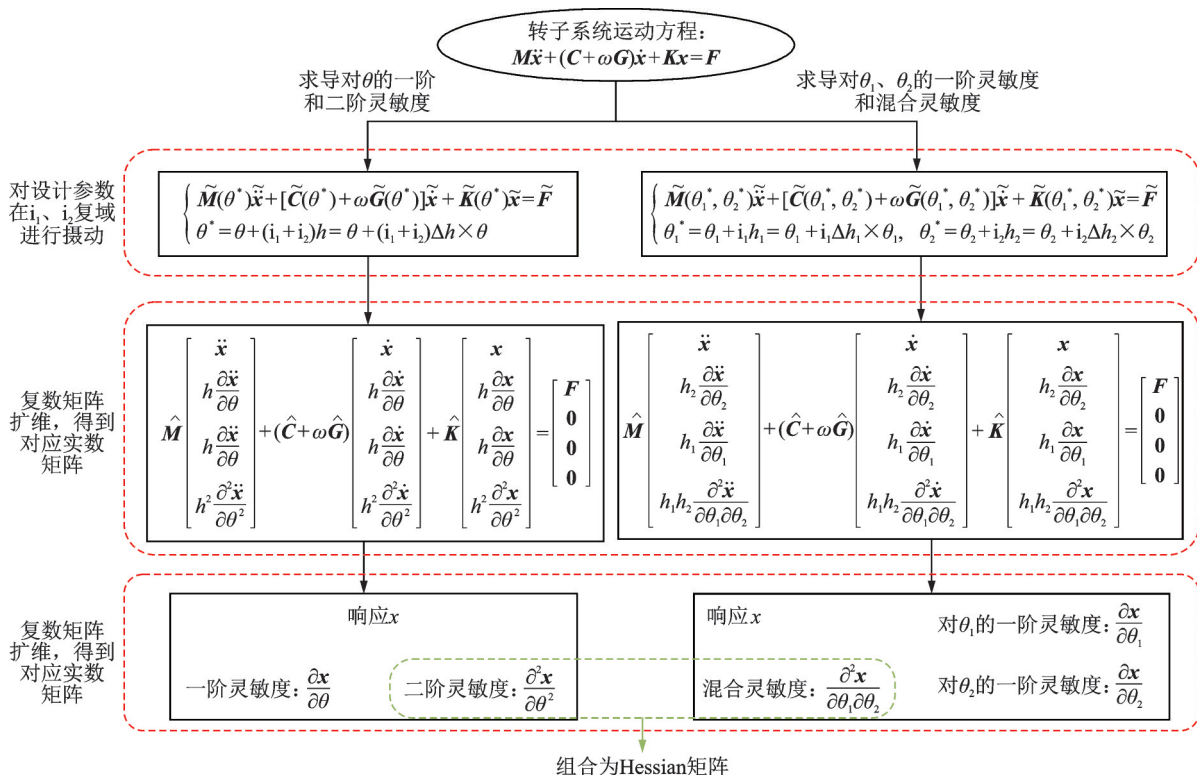 转子系统运动方程：
Mẍ+(C+ωG)ẋ+Kx=F
求导对θ的一阶
和二阶灵敏度
求导对θ₁、θ₂的一阶灵敏度
和混合灵敏度
对设计参数
在i₁、i₂复域
进行摄动
{ M̃(θ*)x̃̈+[C̃(θ*)+ωG̃(θ*)]x̃̇+K̃(θ*)x̃=F̃
θ*=θ+(i₁+i₂)h=θ+(i₁+i₂)Δh×θ
{ M̃(θ₁*, θ₂*)x̃̈+[C̃(θ₁*, θ₂*)+ωG̃(θ₁*, θ₂*)]x̃̇+K̃(θ₁*, θ₂*)x̃=F̃
θ₁*=θ₁+i₁h₁=θ₁+i₁Δh₁×θ₁, θ₂*=θ₂+i₂h₂=θ₂+i₂Δh₂×θ₂
复数矩阵
扩维，得到
对应实数
矩阵
M̂[ẍ; h∂ẍ/∂θ; h∂ẍ/∂θ; h²∂²ẍ/∂θ²]+(Ĉ+ωĜ)[ẋ; h∂ẋ/∂θ; h∂ẋ/∂θ; h²∂²ẋ/∂θ²]+K̂[x; h∂x/∂θ; h∂x/∂θ; h²∂²x/∂θ²]=[F; 0; 0; 0]
M̂[ẍ; h₂∂ẍ/∂θ₂; h₁∂ẍ/∂θ₁; h₁h₂∂²ẍ/∂θ₁∂θ₂]+(Ĉ+ωĜ)[ẋ; h₂∂ẋ/∂θ₂; h₁∂ẋ/∂θ₁; h₁h₂∂²ẋ/∂θ₁∂θ₂]+K̂[x; h₂∂x/∂θ₂; h₁∂x/∂θ₁; h₁h₂∂²x/∂θ₁∂θ₂]=[F; 0; 0; 0]
复数矩阵
扩维，得到
对应实数
矩阵
响应x
一阶灵敏度：∂x/∂θ
二阶灵敏度：∂²x/∂θ²
响应x
对θ₁的一阶灵敏度：∂x/∂θ₁
混合灵敏度：∂²x/∂θ₁∂θ₂
对θ₂的一阶灵敏度：∂x/∂θ₂
组合为Hessian矩阵